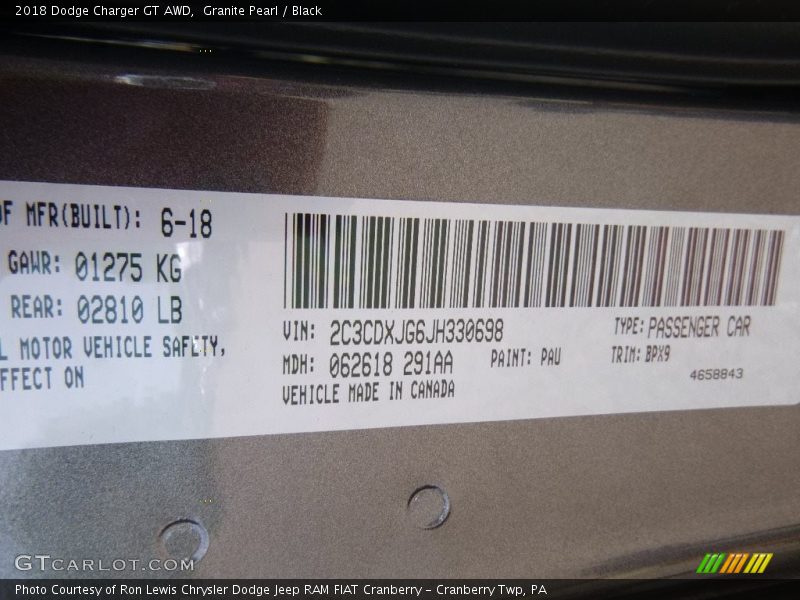 2018 Dodge Charger GT AWD,  Granite Pearl / Black
OF MFR(BUILT): 6-18
GAWR: 01275 KG
REAR: 02810 LB
L MOTOR VEHICLE SAFETY,
FFECT ON
VIN: 2C3CDXJG6JH330698
TYPE: PASSENGER CAR
MDH: 062618 291AA
PAINT: PAU
TRIM: BPX9
VEHICLE MADE IN CANADA
4658843
GTCARLOT.COM
Photo Courtesy of Ron Lewis Chrysler Dodge Jeep RAM FIAT Cranberry - Cranberry Twp, PA